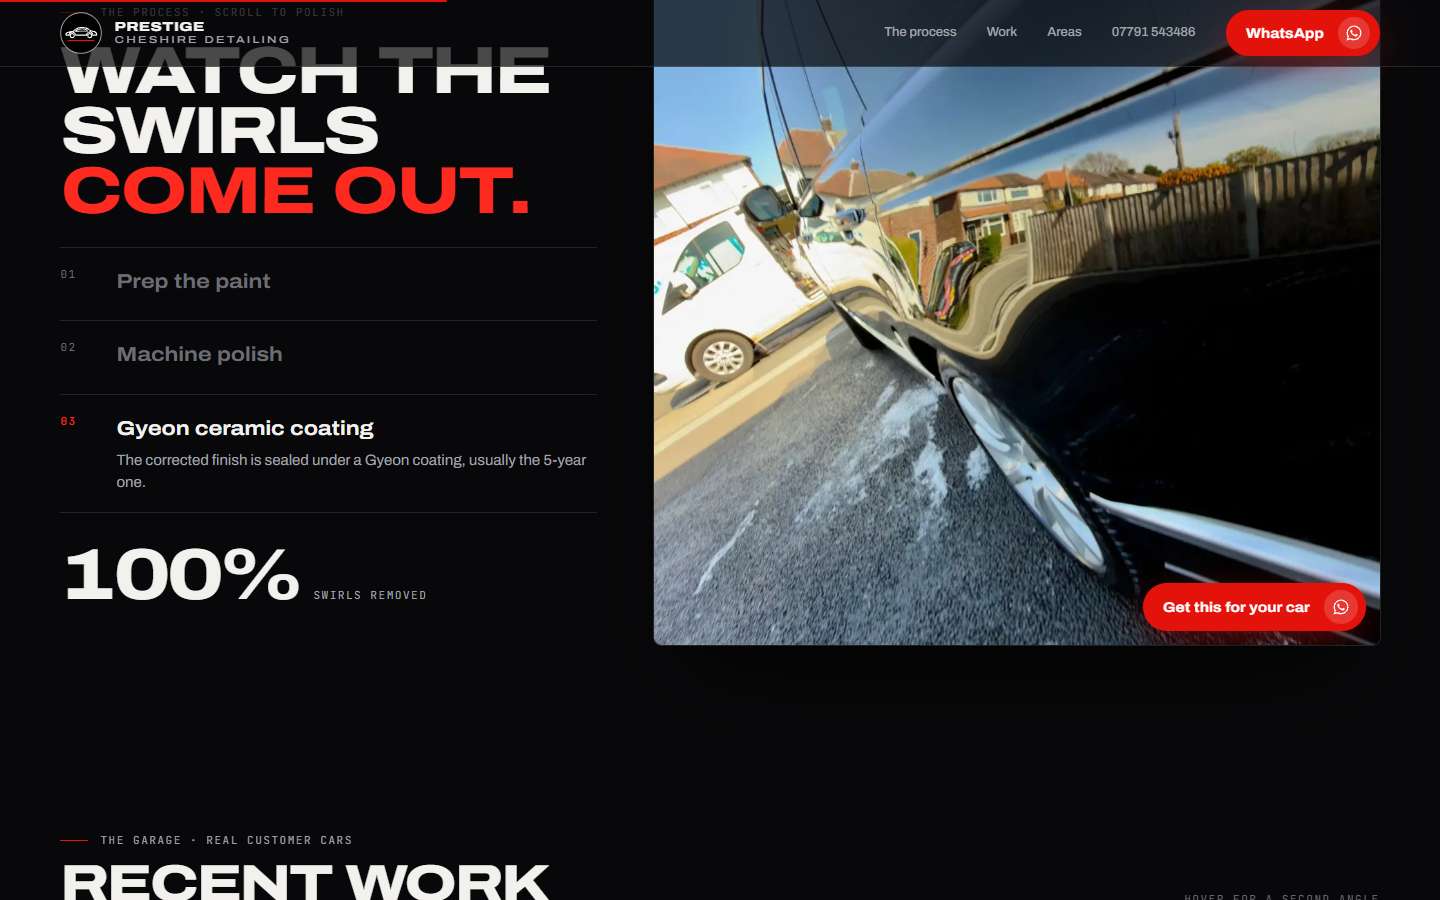 THE PROCESS · SCROLL TO POLISH
PRESTIGE
CHESHIRE DETAILING
The process
Work
Areas
07791 543486
WhatsApp
WATCH THE
SWIRLS
COME OUT.
01
Prep the paint
02
Machine polish
03
Gyeon ceramic coating
The corrected finish is sealed under a Gyeon coating, usually the 5-year
one.
100%
SWIRLS REMOVED
Get this for your car
THE GARAGE · REAL CUSTOMER CARS
RECENT WORK
HOVER FOR A SECOND ANGLE